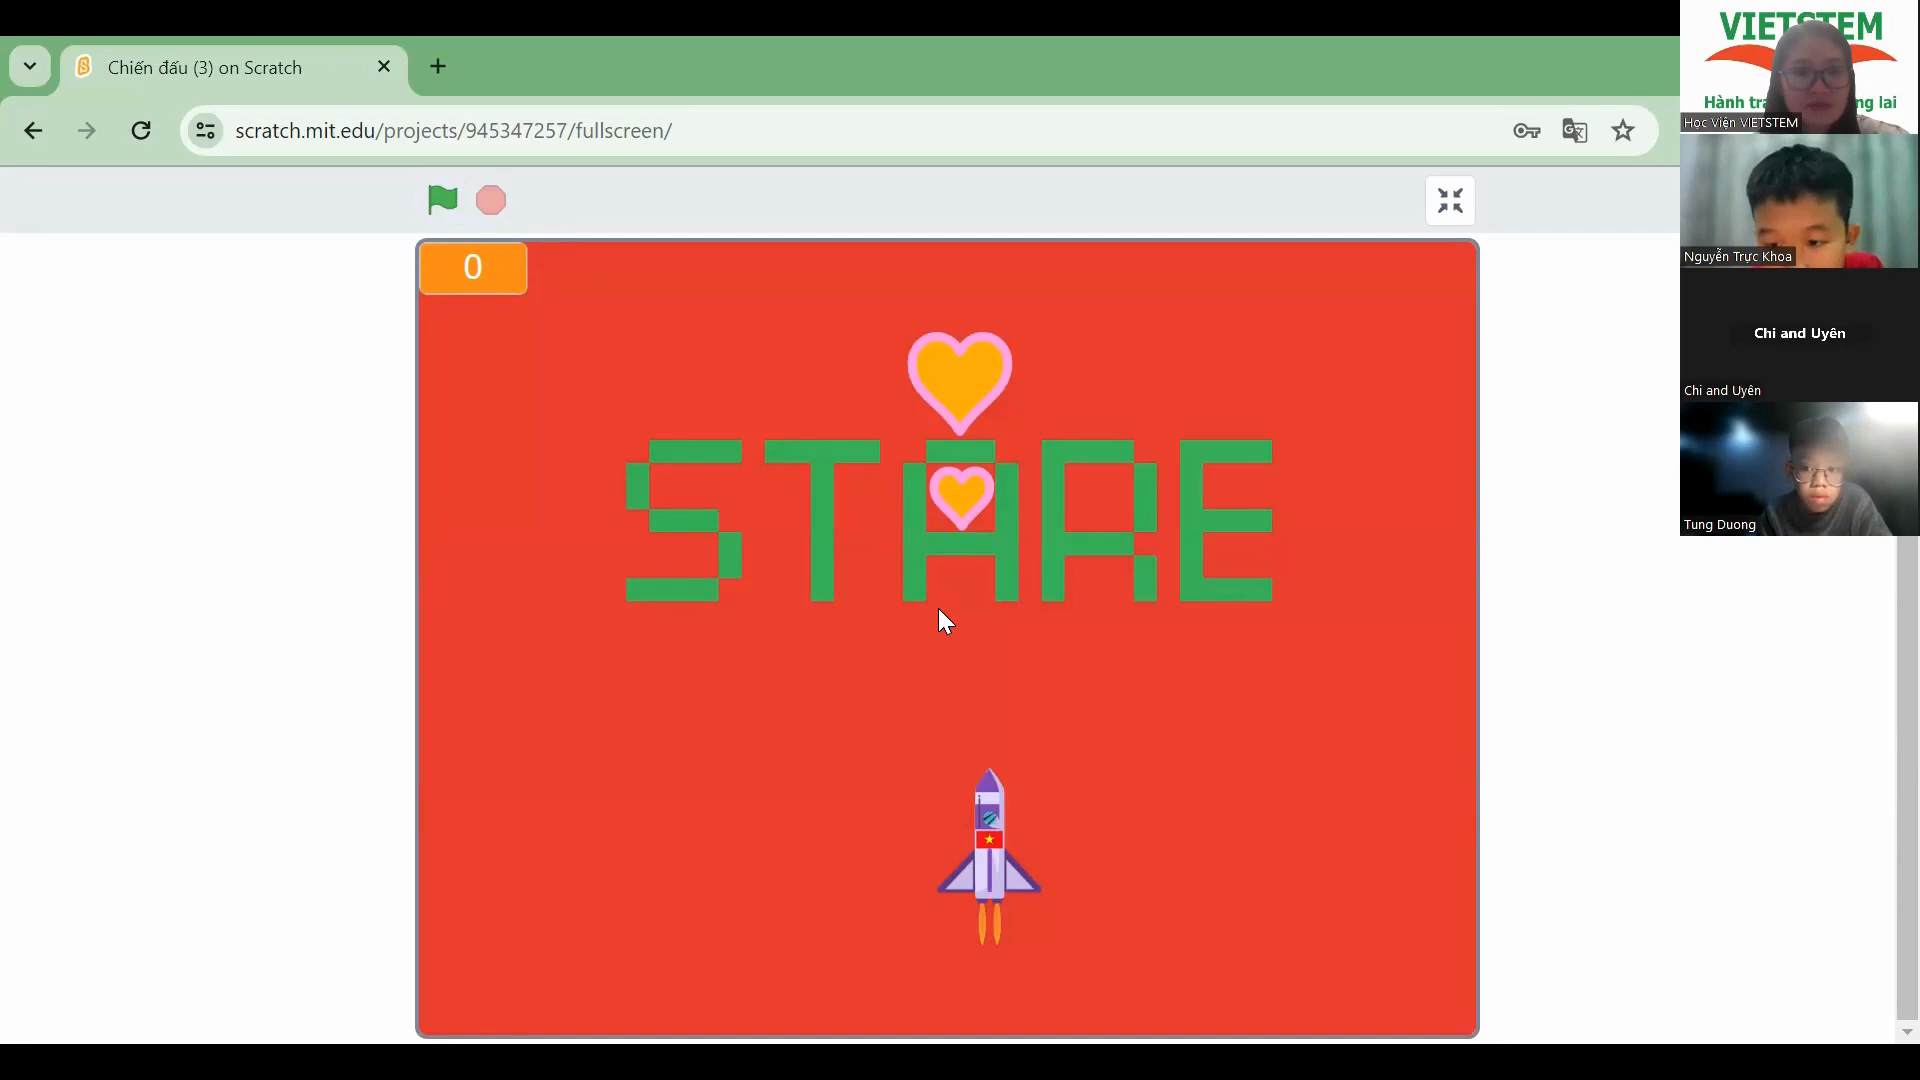 Chiến đấu (3) on Scratch
scratch.mit.edu/projects/945347257/fullscreen/
0
STARE
VIETSTEM
Hành tra
ng lai
Học Viện VIETSTEM
Nguyễn Trực Khoa
Chi and Uyên
Chi and Uyên
Tung Duong